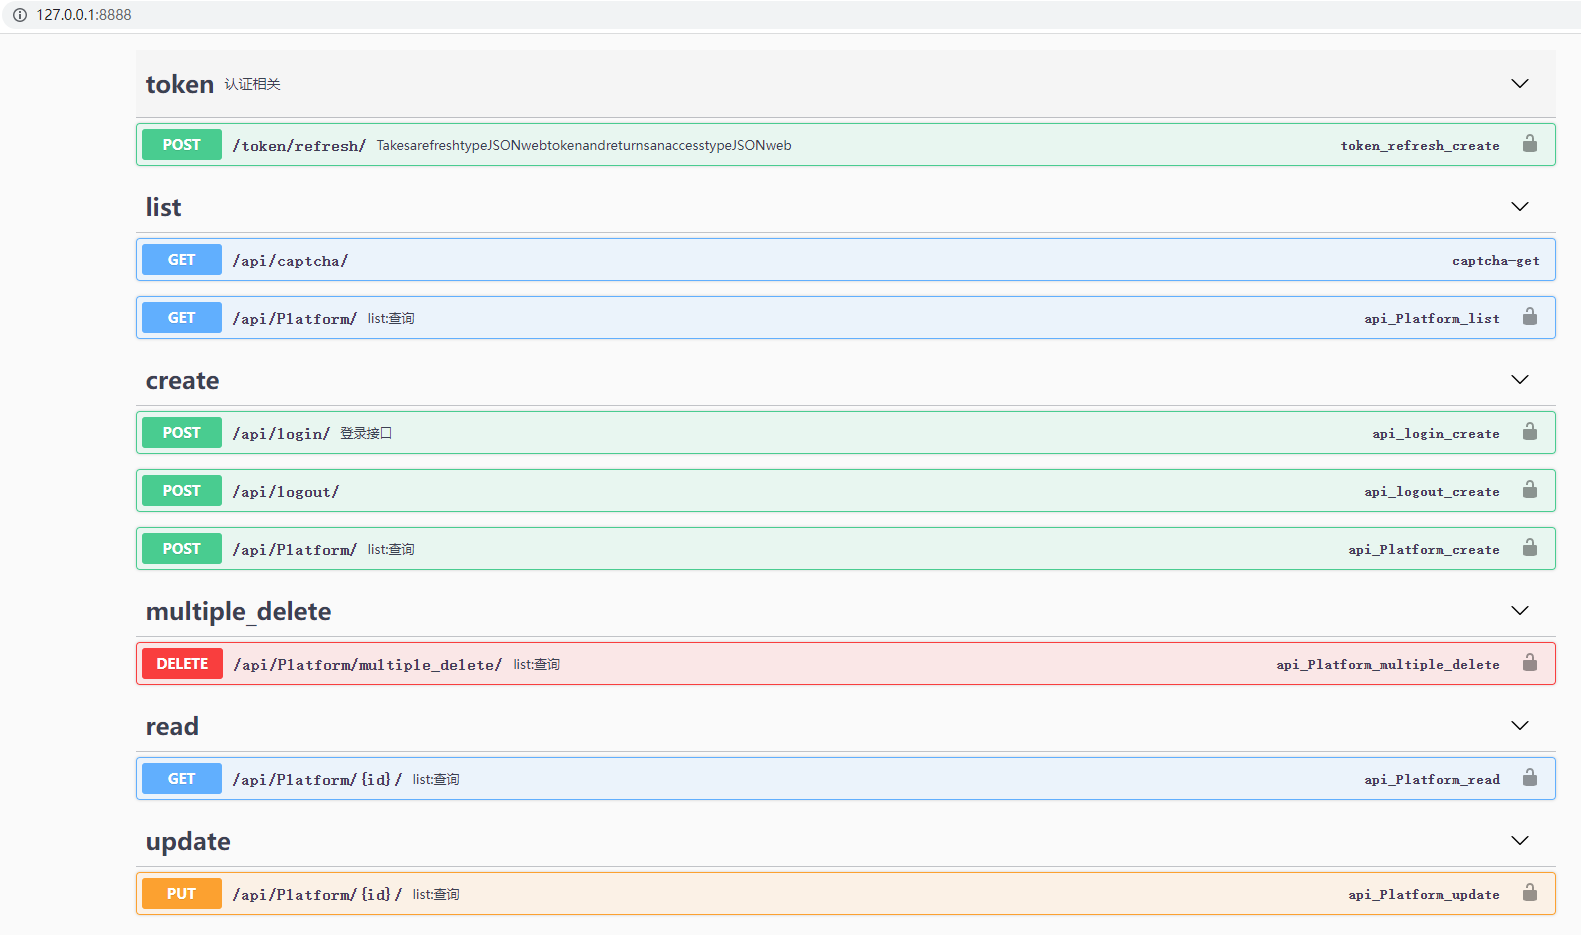 127.0.0.1:8888
token 认证相关
POST /token/refresh/ TakesarefreshtypeJSONwebtokenandreturnsanaccesstypeJSONweb token_refresh_create
list
GET /api/captcha/ captcha-get
GET /api/Platform/ list:查询 api_Platform_list
create
POST /api/login/ 登录接口 api_login_create
POST /api/logout/ api_logout_create
POST /api/Platform/ list:查询 api_Platform_create
multiple_delete
DELETE /api/Platform/multiple_delete/ list:查询 api_Platform_multiple_delete
read
GET /api/Platform/{id}/ list:查询 api_Platform_read
update
PUT /api/Platform/{id}/ list:查询 api_Platform_update